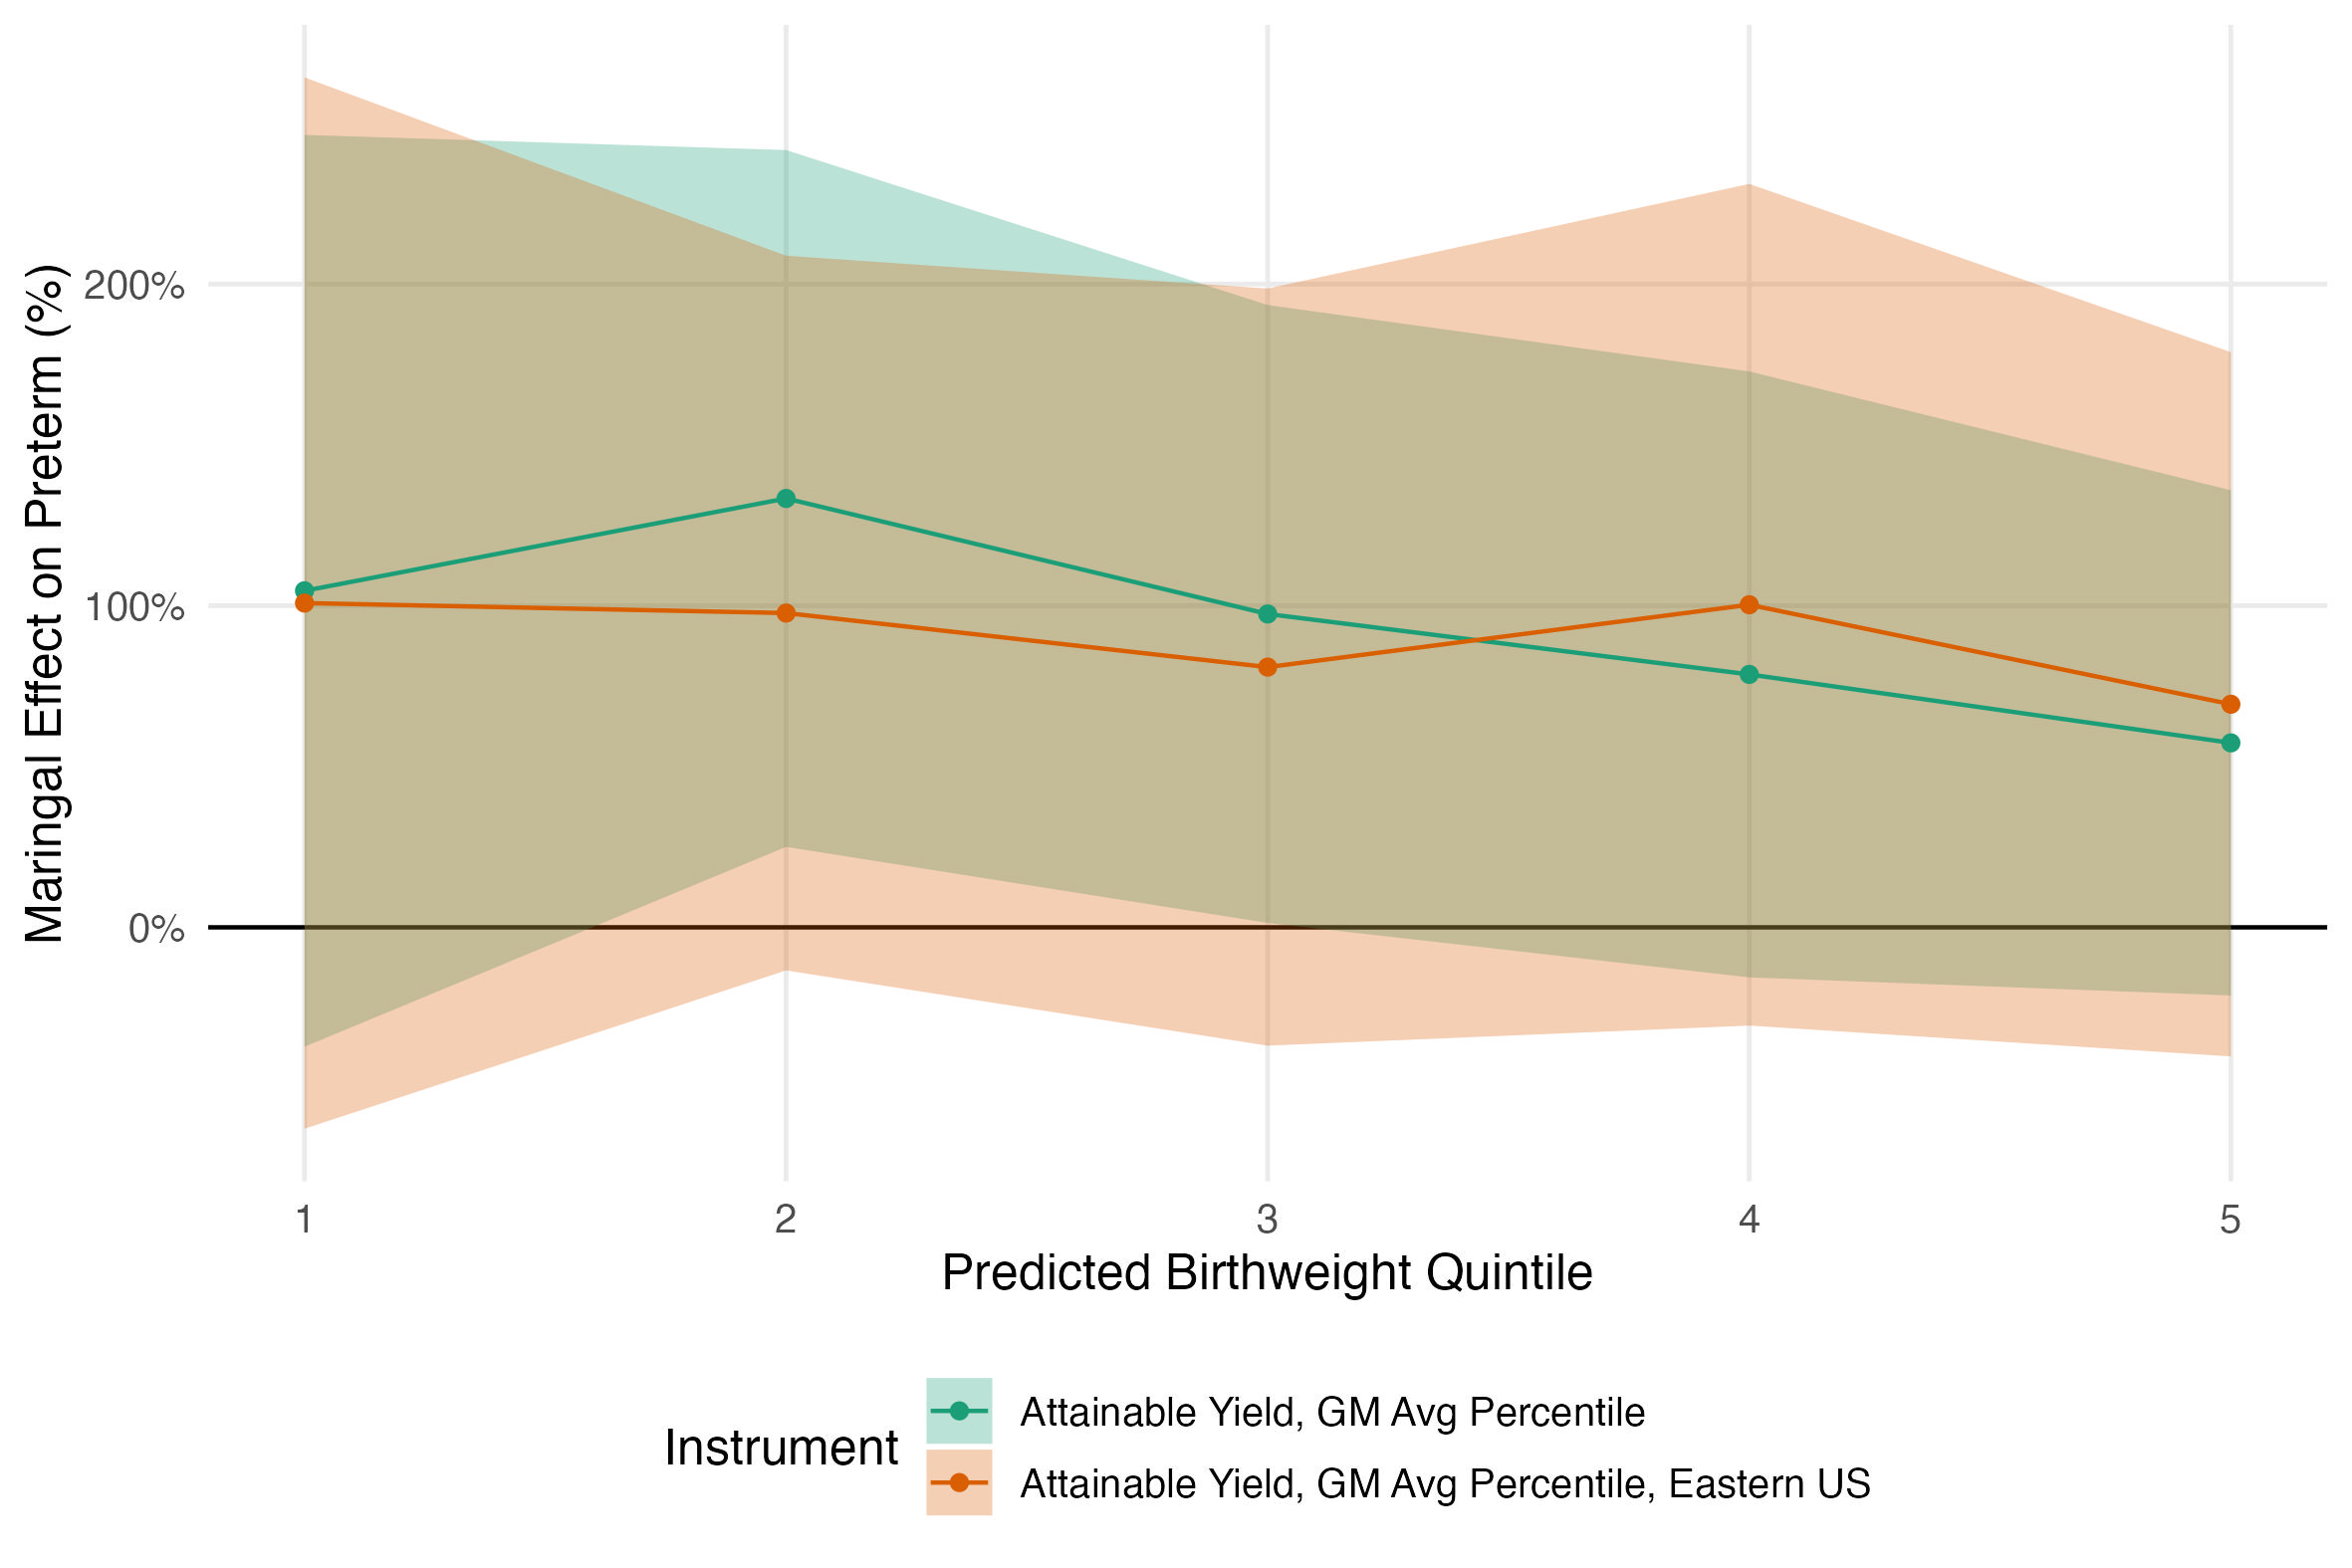 Maringal Effect on Preterm (%)
200%
100%
0%
1 2 3 4 5
Predicted Birthweight Quintile
Instrument
Attainable Yield, GM Avg Percentile
Attainable Yield, GM Avg Percentile, Eastern US